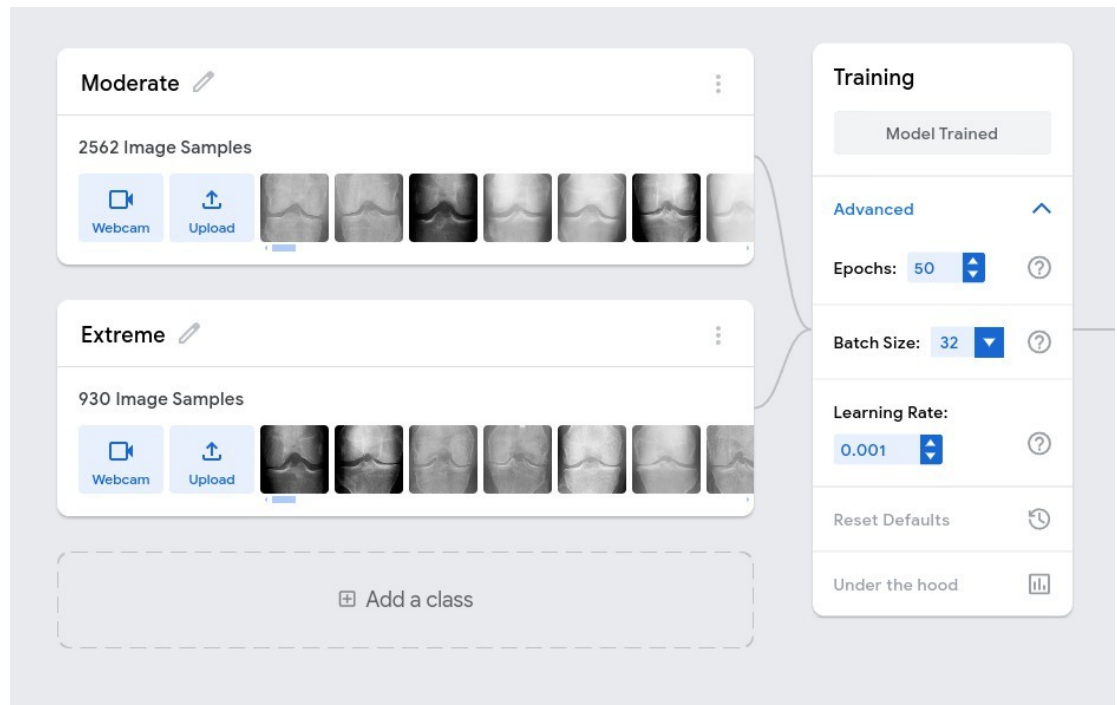 Moderate
2562 Image Samples
Webcam
Upload
Extreme
930 Image Samples
Webcam
Upload
Add a class
Training
Model Trained
Advanced
Epochs: 50
Batch Size: 32
Learning Rate:
0.001
Reset Defaults
Under the hood